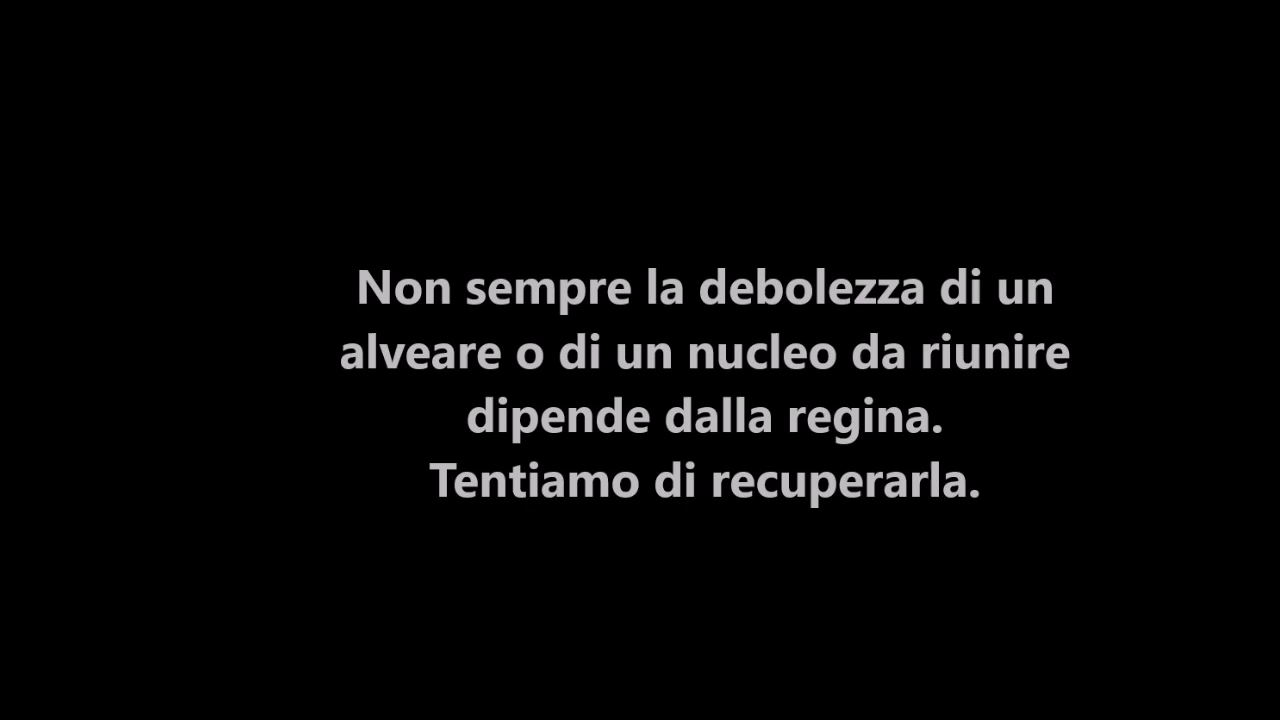 Non sempre la debolezza di un
alveare o di un nucleo da riunire
dipende dalla regina.
Tentiamo di recuperarla.